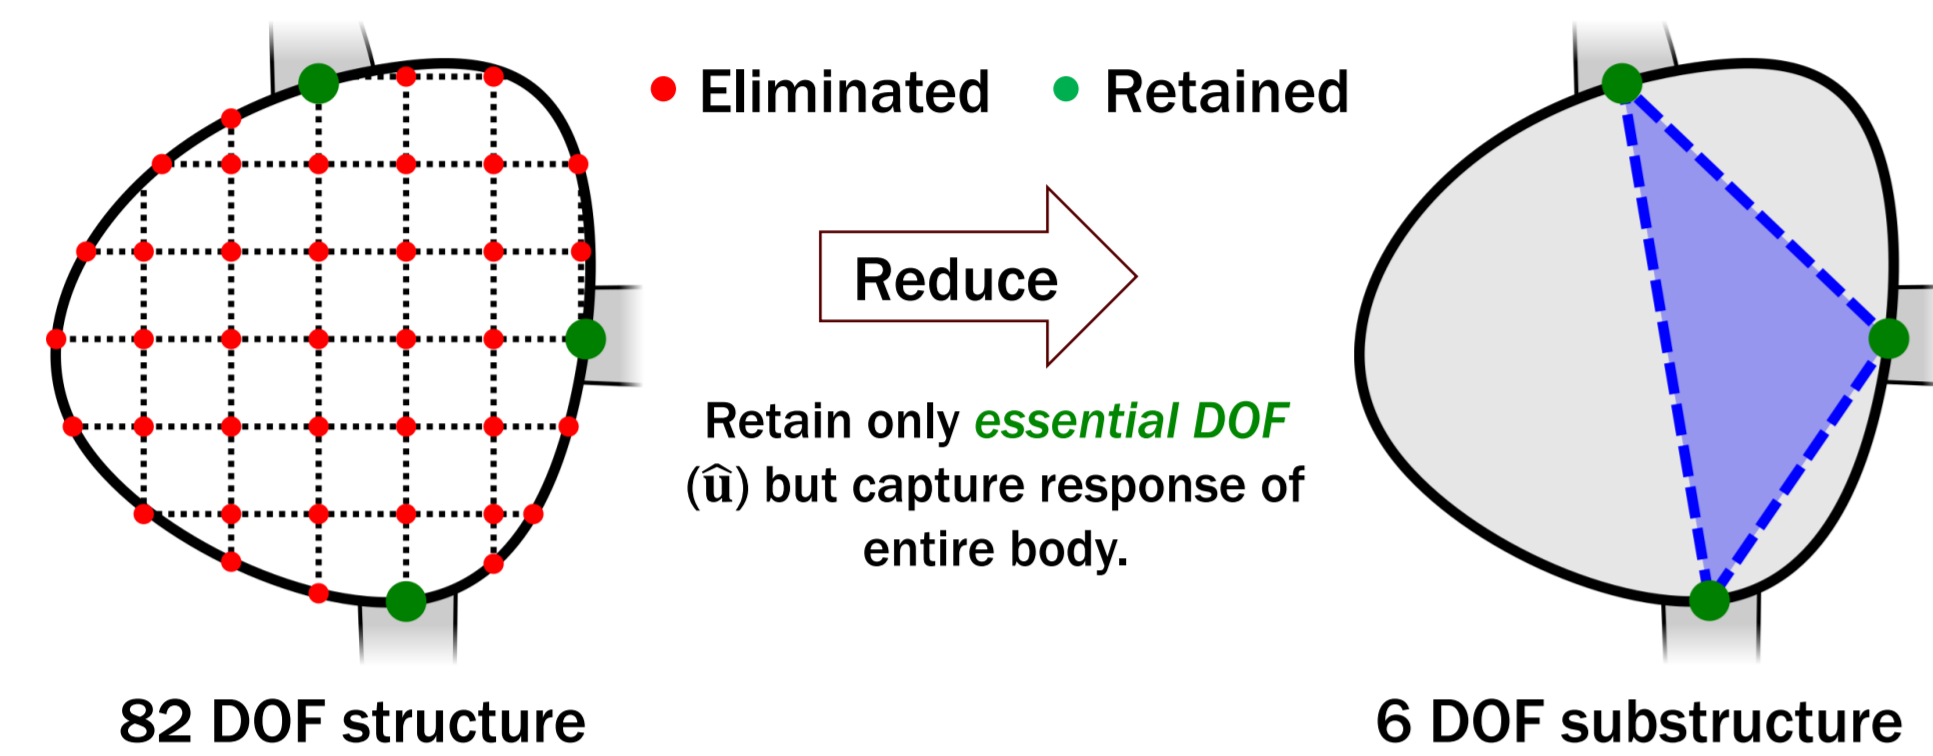 Eliminated
Retained
Reduce
Retain only essential DOF
(û) but capture response of
entire body.
82 DOF structure
6 DOF substructure